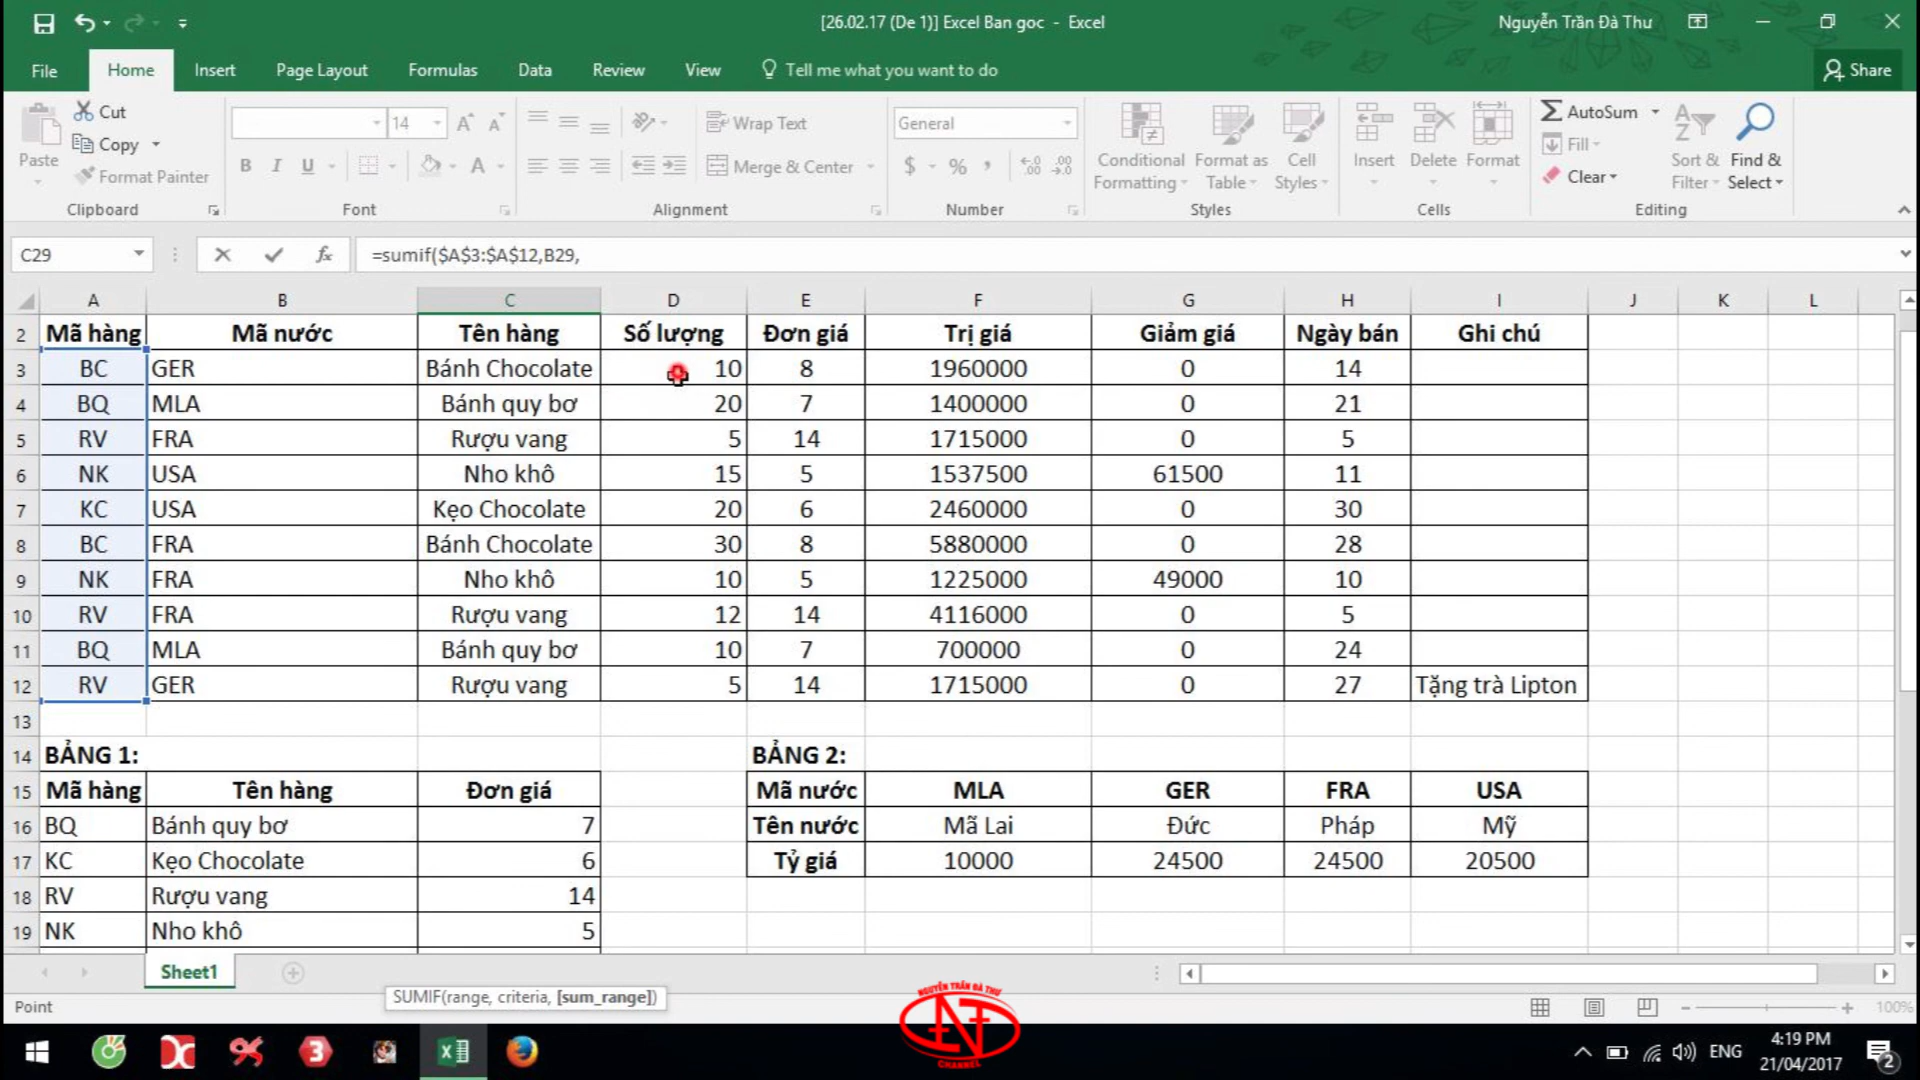 [26.02.17 (De 1)] Excel Ban goc - Excel
Nguyễn Trần Đà Thư
File Home Insert Page Layout Formulas Data Review View Tell me what you want to do Share
Cut
Copy
Format Painter
Paste
Clipboard
14
B I U A
Font
Wrap Text
Merge & Center
Alignment
General
$ % ,
Number
Conditional Formatting
Format as Table
Cell Styles
Styles
Insert Delete Format
Cells
AutoSum
Fill
Clear
Sort & Filter
Find & Select
Editing
C29 fx =sumif($A$3:$A$12,B29,
A B C D E F G H I J K L
2 Mã hàng Mã nước Tên hàng Số lượng Đơn giá Trị giá Giảm giá Ngày bán Ghi chú
3 BC GER Bánh Chocolate 10 8 1960000 0 14
4 BQ MLA Bánh quy bơ 20 7 1400000 0 21
5 RV FRA Rượu vang 5 14 1715000 0 5
6 NK USA Nho khô 15 5 1537500 61500 11
7 KC USA Kẹo Chocolate 20 6 2460000 0 30
8 BC FRA Bánh Chocolate 30 8 5880000 0 28
9 NK FRA Nho khô 10 5 1225000 49000 10
10 RV FRA Rượu vang 12 14 4116000 0 5
11 BQ MLA Bánh quy bơ 10 7 700000 0 24
12 RV GER Rượu vang 5 14 1715000 0 27 Tặng trà Lipton
13
14 BẢNG 1: BẢNG 2:
15 Mã hàng Tên hàng Đơn giá Mã nước MLA GER FRA USA
16 BQ Bánh quy bơ 7 Tên nước Mã Lai Đức Pháp Mỹ
17 KC Kẹo Chocolate 6 Tỷ giá 10000 24500 24500 20500
18 RV Rượu vang 14
19 NK Nho khô 5
Sheet1
SUMIF(range, criteria, [sum_range])
NGUYỄN TRẦN ĐÀ THƯ
CHANNEL
Point
100%
ENG
4:19 PM
21/04/2017
2